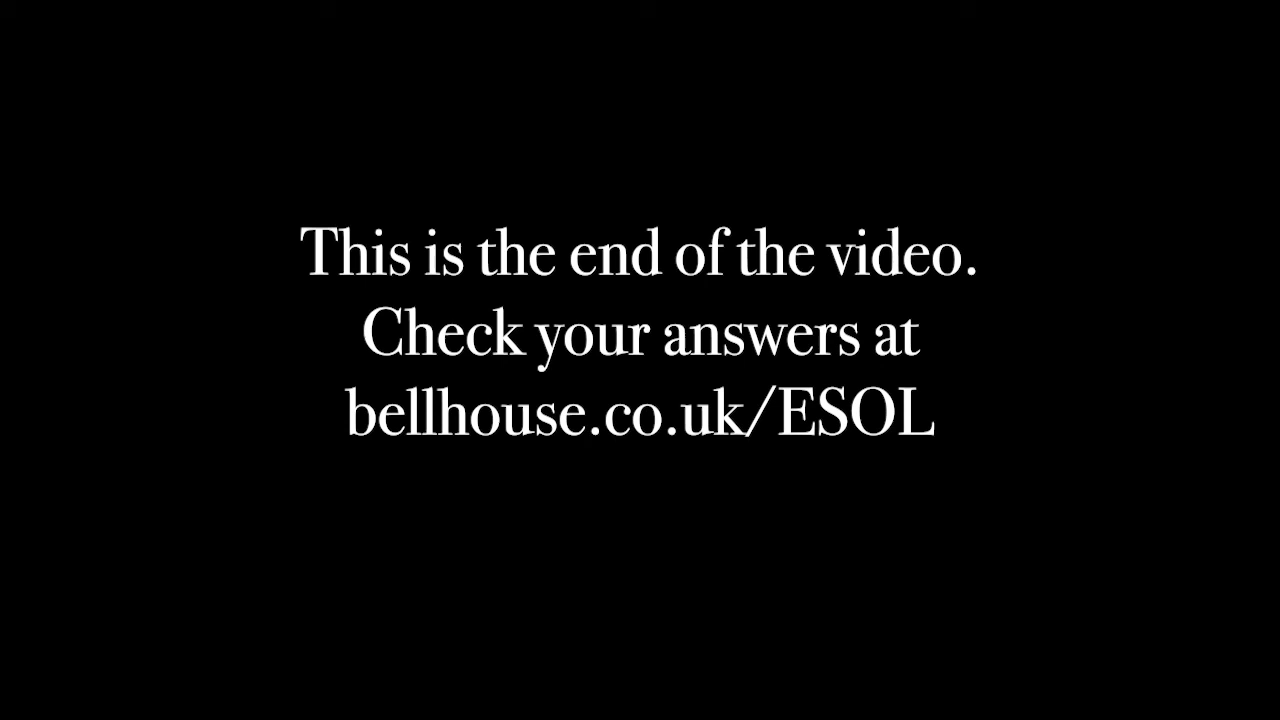 This is the end of the video.
Check your answers at
bellhouse.co.uk/ESOL